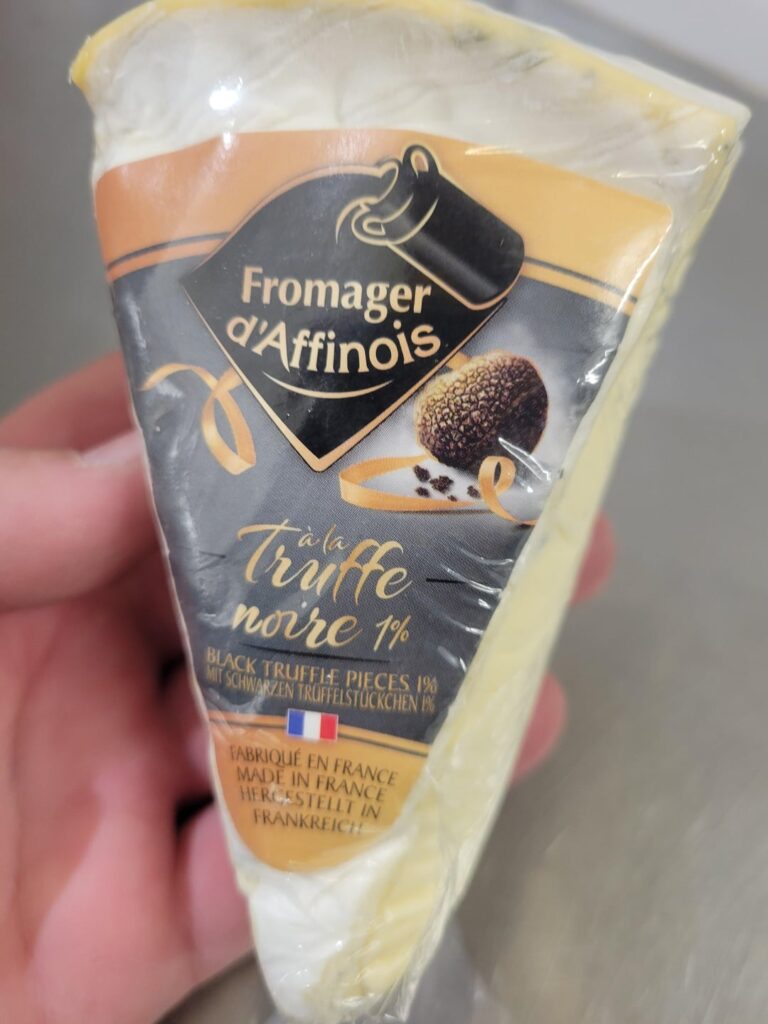 Fromager
d'Affinois
à la
Truffe
noire 1%
BLACK TRUFFLE PIECES 1%
MIT SCHWARZEN TRÜFFELSTÜCKCHEN 1%
FABRIQUÉ EN FRANCE
MADE IN FRANCE
HERGESTELLT IN
FRANKREICH